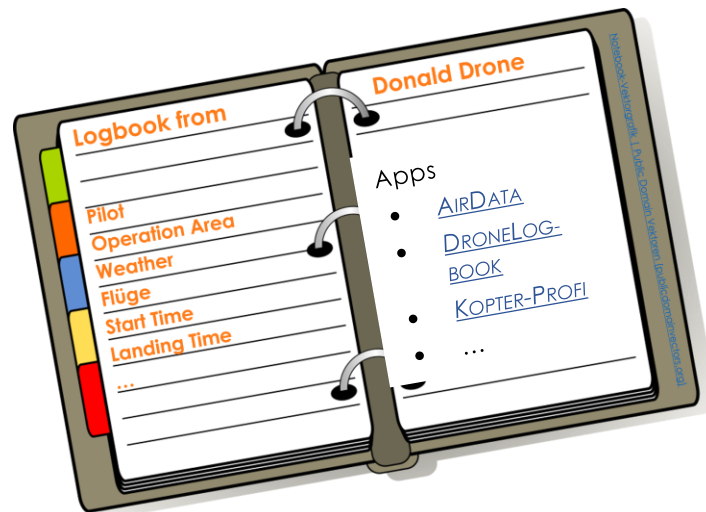 Logbook from
Pilot
Operation Area
Weather
Flüge
Start Time
Landing Time
...
Donald Drone
Apps
• AIRDATA
• DRONELOG-
BOOK
• KOPTER-PROFI
• ...
Notebook-Vektorgrafik | Public Domain Vektoren (publicdomainvectors.org)